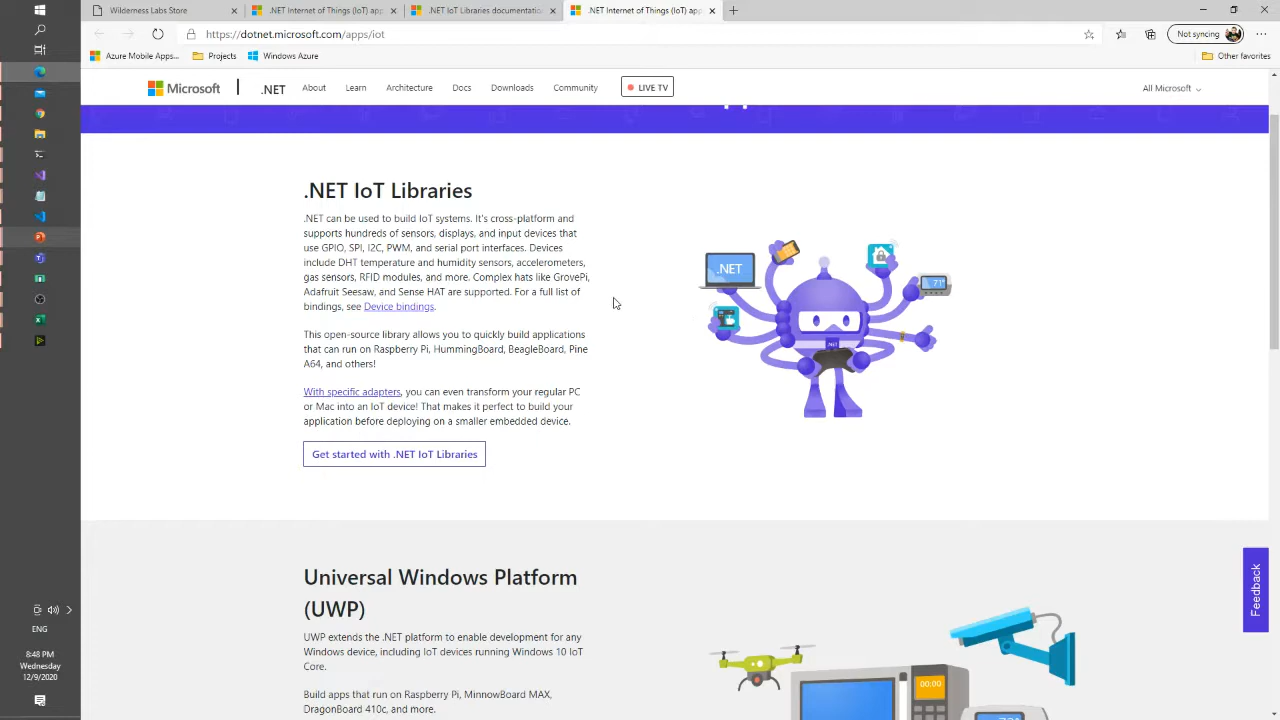 Wilderness Labs Store
.NET Internet of Things (IoT) app
.NET IoT Libraries documentation
.NET Internet of Things (IoT) app
https://dotnet.microsoft.com/apps/iot
Not syncing
Azure Mobile Apps...
Projects
Windows Azure
Other favorites
Microsoft
.NET
About
Learn
Architecture
Docs
Downloads
Community
LIVE TV
All Microsoft
.NET IoT Libraries
.NET can be used to build IoT systems. It's cross-platform and
supports hundreds of sensors, displays, and input devices that
use GPIO, SPI, I2C, PWM, and serial port interfaces. Devices
include DHT temperature and humidity sensors, accelerometers,
gas sensors, RFID modules, and more. Complex hats like GrovePi,
Adafruit Seesaw, and Sense HAT are supported. For a full list of
bindings, see Device bindings.
This open-source library allows you to quickly build applications
that can run on Raspberry Pi, HummingBoard, BeagleBoard, Pine
A64, and others!
With specific adapters, you can even transform your regular PC
or Mac into an IoT device! That makes it perfect to build your
application before deploying on a smaller embedded device.
Get started with .NET IoT Libraries
.NET
71°
.NET
Universal Windows Platform
(UWP)
UWP extends the .NET platform to enable development for any
Windows device, including IoT devices running Windows 10 IoT
Core.
Build apps that run on Raspberry Pi, MinnowBoard MAX,
DragonBoard 410c, and more.
00:00
Feedback
ENG
8:48 PM
Wednesday
12/9/2020